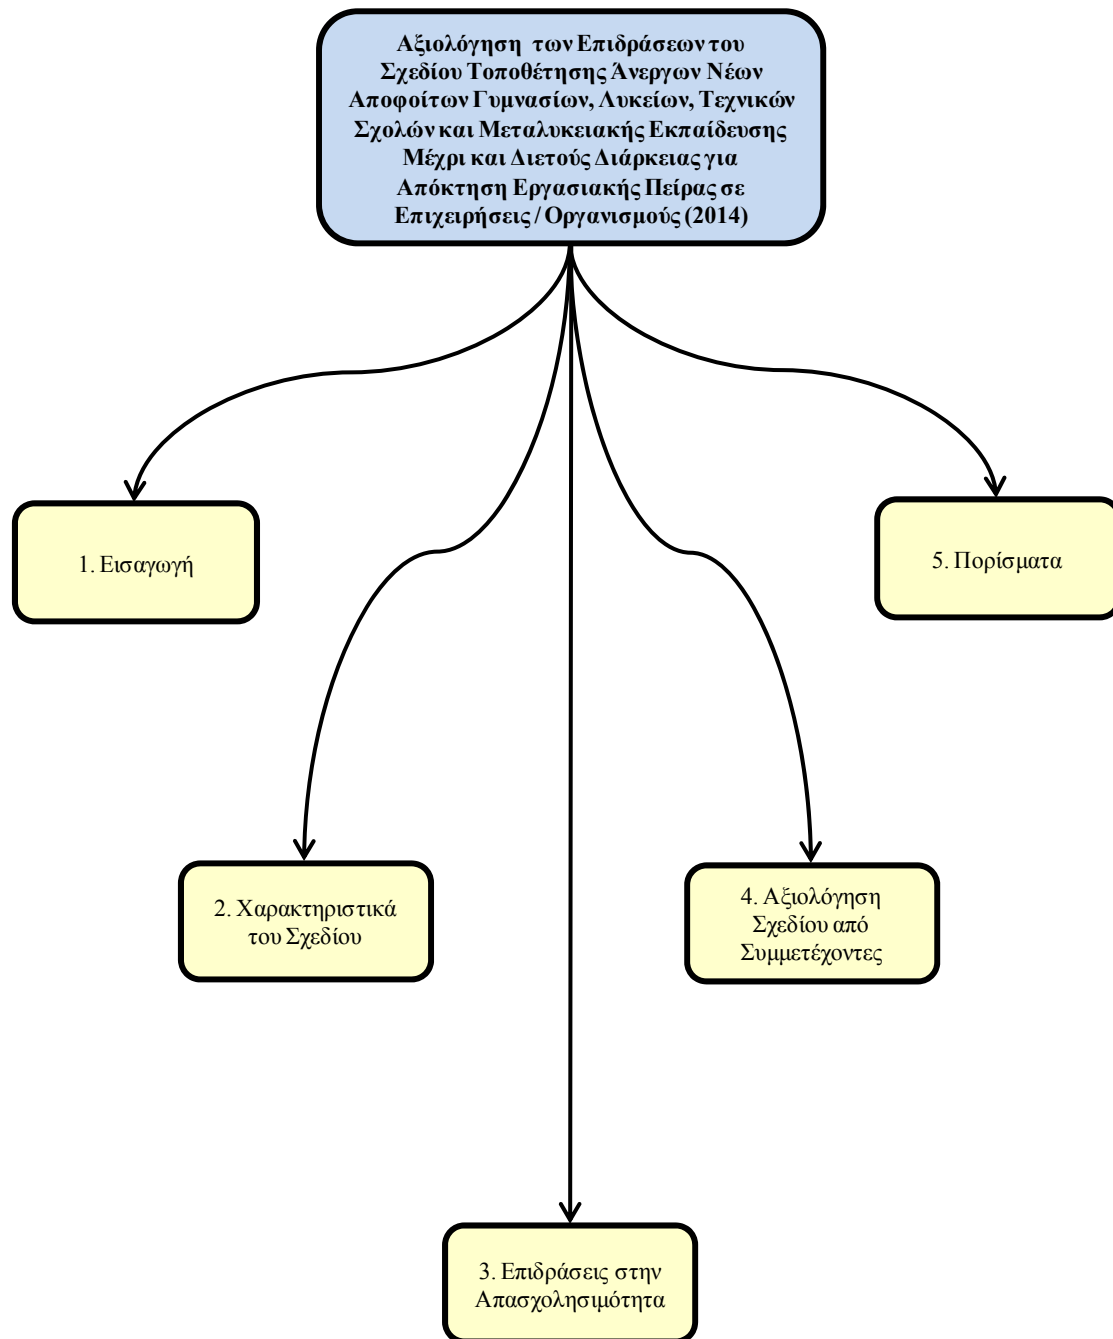 Αξιολόγηση των Επιδράσεων του
Σχεδίου Τοποθέτησης Άνεργων Νέων
Αποφοίτων Γυμνασίων, Λυκείων, Τεχνικών
Σχολών και Μεταλυκειακής Εκπαίδευσης
Μέχρι και Διετούς Διάρκειας για
Απόκτηση Εργασιακής Πείρας σε
Επιχειρήσεις / Οργανισμούς (2014)
1. Εισαγωγή
2. Χαρακτηριστικά
του Σχεδίου
3. Επιδράσεις στην
Απασχολησιμότητα
4. Αξιολόγηση
Σχεδίου από
Συμμετέχοντες
5. Πορίσματα